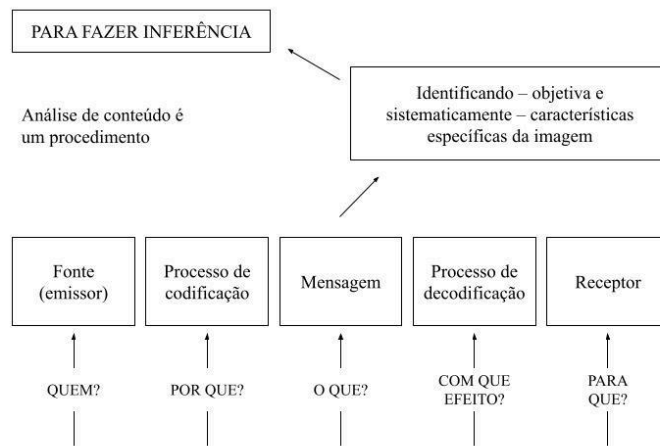 PARA FAZER INFERÊNCIA
Identificando – objetiva e
sistematicamente – características
específicas da imagem
Análise de conteúdo é
um procedimento
Fonte
(emissor)
Processo de
codificação
Mensagem
Processo de
decodificação
Receptor
QUEM?
POR QUE?
O QUE?
COM QUE
EFEITO?
PARA
QUE?